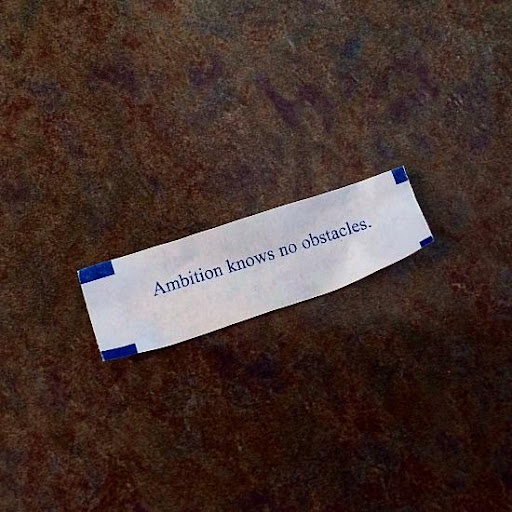 Ambition knows no obstacles.